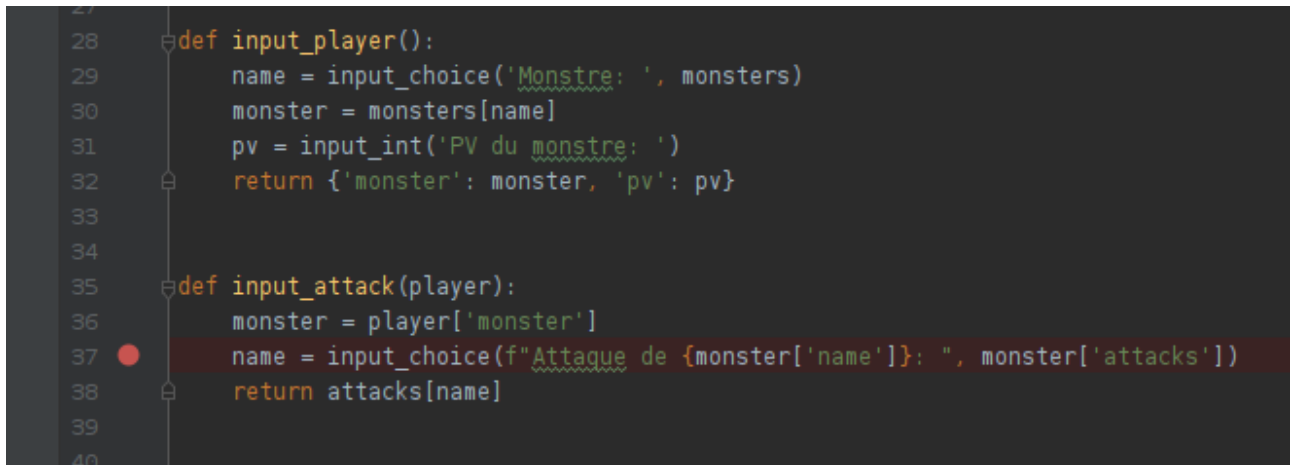 27
28 def input_player():
29     name = input_choice('Monstre: ', monsters)
30     monster = monsters[name]
31     pv = input_int('PV du monstre: ')
32     return {'monster': monster, 'pv': pv}
33
34
35 def input_attack(player):
36     monster = player['monster']
37     name = input_choice(f"Attaque de {monster['name']}: ", monster['attacks'])
38     return attacks[name]
39
40